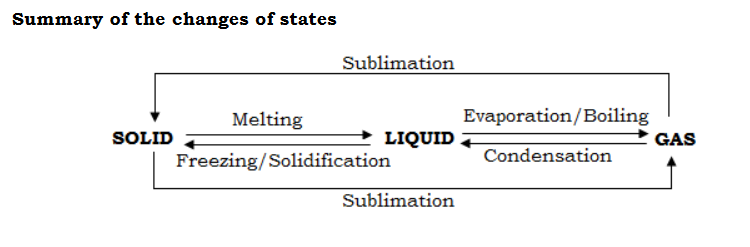 Summary of the changes of states
Sublimation
Melting
Evaporation/Boiling
SOLID
LIQUID
GAS
Freezing/Solidification
Condensation
Sublimation